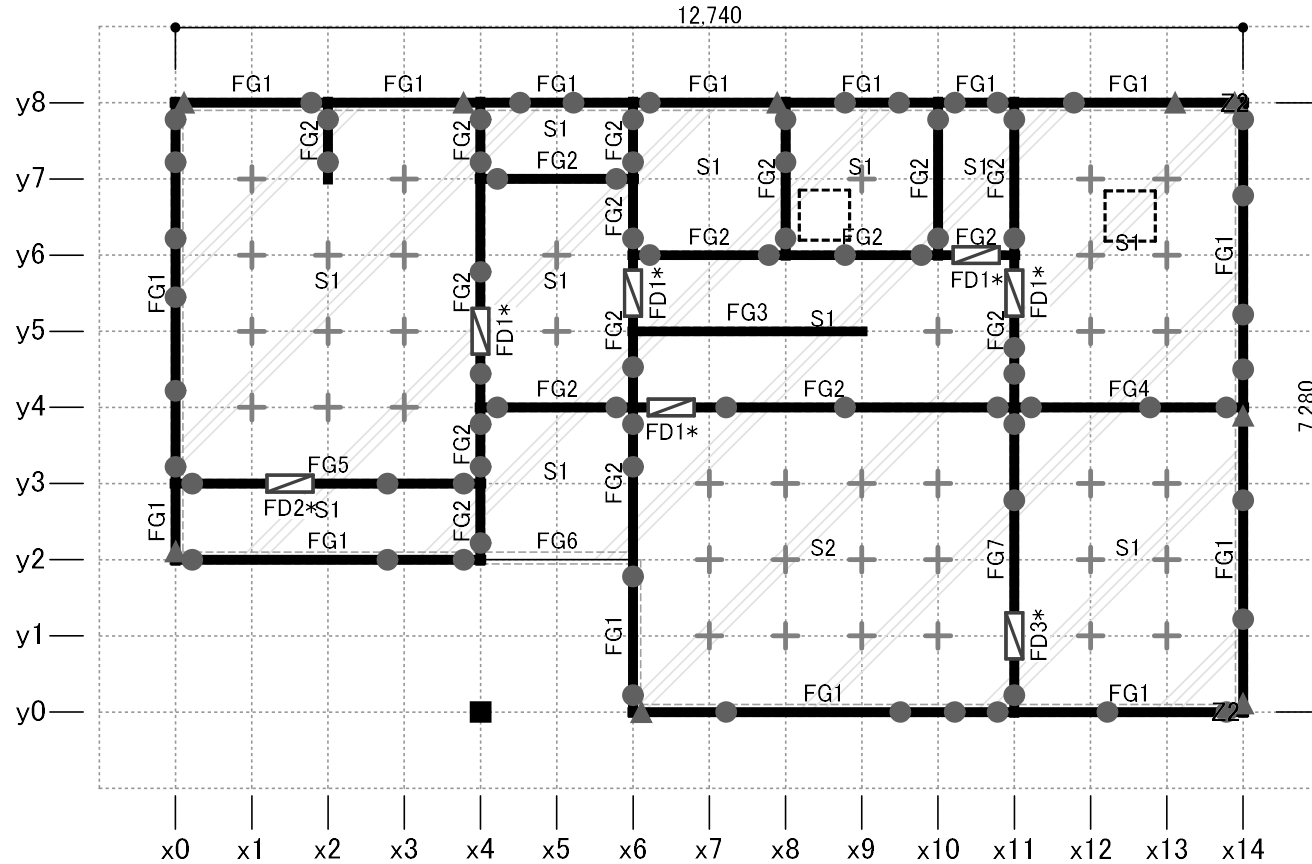 12,740
FG1 FG1 FG1 FG1 FG1 FG1 FG1
y8
Z2
FG2 FG2 S1 FG2
FG2
y7
S1 FG2 S1 FG2 S1 FG2
FG2
FG2 FG2 FG2
S1
y6
FG1 S1 FG2 S1 FD1* FD1* FD1* FG1
FG2 FG3 S1 FG2
y5
FD1*
FG2 FG2 FG4
y4
FD1*
FG2 S1 FG2
FG5
y3
FD2* S1
FG1 FG1 FG2 FG6 S2 FG7 S1 FG1
y2
FG1 FD3*
y1
FG1 FG1
y0
Z2
7,280
x0 x1 x2 x3 x4 x5 x6 x7 x8 x9 x10 x11 x12 x13 x14